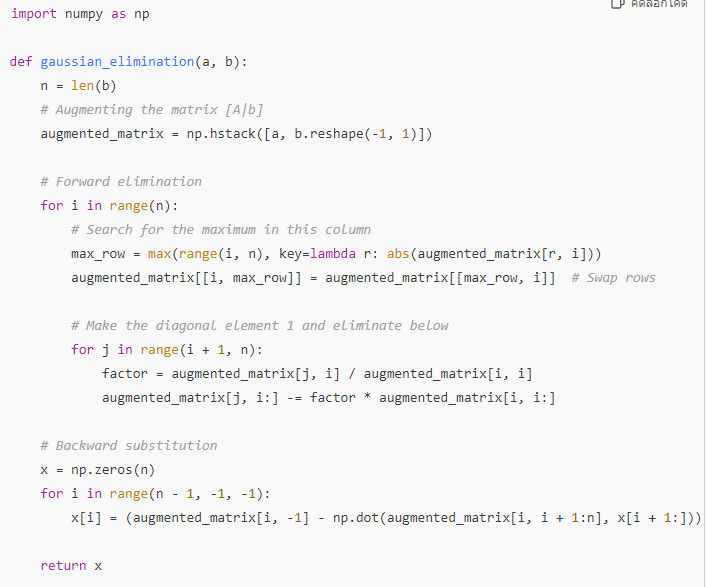 คัดลอกโค้ด
import numpy as np
def gaussian_elimination(a, b):
    n = len(b)
    # Augmenting the matrix [A|b]
    augmented_matrix = np.hstack([a, b.reshape(-1, 1)])
    # Forward elimination
    for i in range(n):
        # Search for the maximum in this column
        max_row = max(range(i, n), key=lambda r: abs(augmented_matrix[r, i]))
        augmented_matrix[[i, max_row]] = augmented_matrix[[max_row, i]]  # Swap rows
        # Make the diagonal element 1 and eliminate below
        for j in range(i + 1, n):
            factor = augmented_matrix[j, i] / augmented_matrix[i, i]
            augmented_matrix[j, i:] -= factor * augmented_matrix[i, i:]
    # Backward substitution
    x = np.zeros(n)
    for i in range(n - 1, -1, -1):
        x[i] = (augmented_matrix[i, -1] - np.dot(augmented_matrix[i, i + 1:n], x[i + 1:]))
    return x